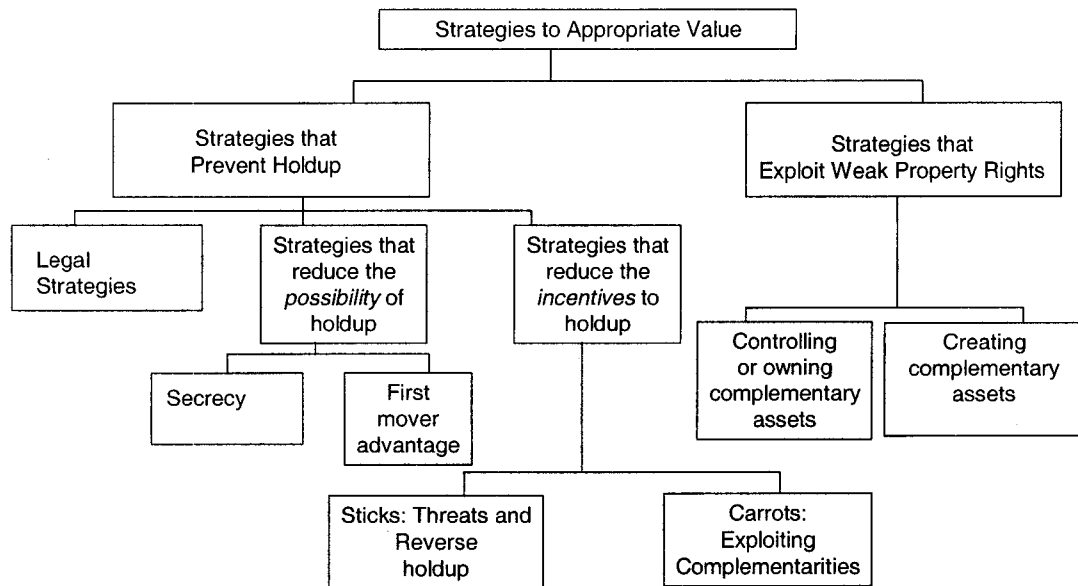 Strategies to Appropriate Value
Strategies that
Prevent Holdup
Strategies that
Exploit Weak Property Rights
Legal
Strategies
Strategies that
reduce the
possibility of
holdup
Strategies that
reduce the
incentives to
holdup
Controlling
or owning
complementary
assets
Creating
complementary
assets
Secrecy
First
mover
advantage
Sticks: Threats and
Reverse
holdup
Carrots:
Exploiting
Complementarities